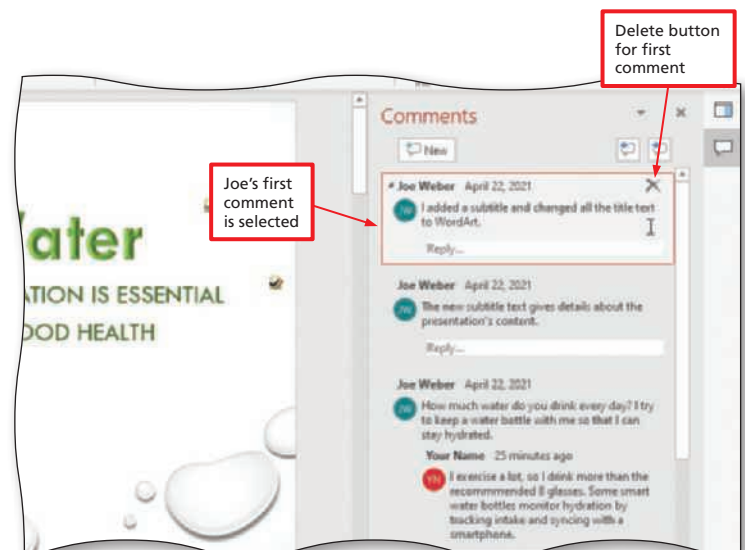 Delete button
for first
comment
Comments
New
Joe's first
comment
is selected
Joe Weber April 22, 2021
JW
I added a subtitle and changed all the title text
to WordArt.
Reply...
ater
ATION IS ESSENTIAL
OOD HEALTH
Joe Weber April 22, 2021
JW
The new subtitle text gives details about the
presentation's content.
Reply...
Joe Weber April 22, 2021
JW
How much water do you drink every day? I try
to keep a water bottle with me so that I can
stay hydrated.
Your Name 25 minutes ago
YN
I exercise a lot, so I drink more than the
recommmended 8 glasses. Some smart
water bottles monitor hydration by
tracking intake and syncing with a
smartphone.